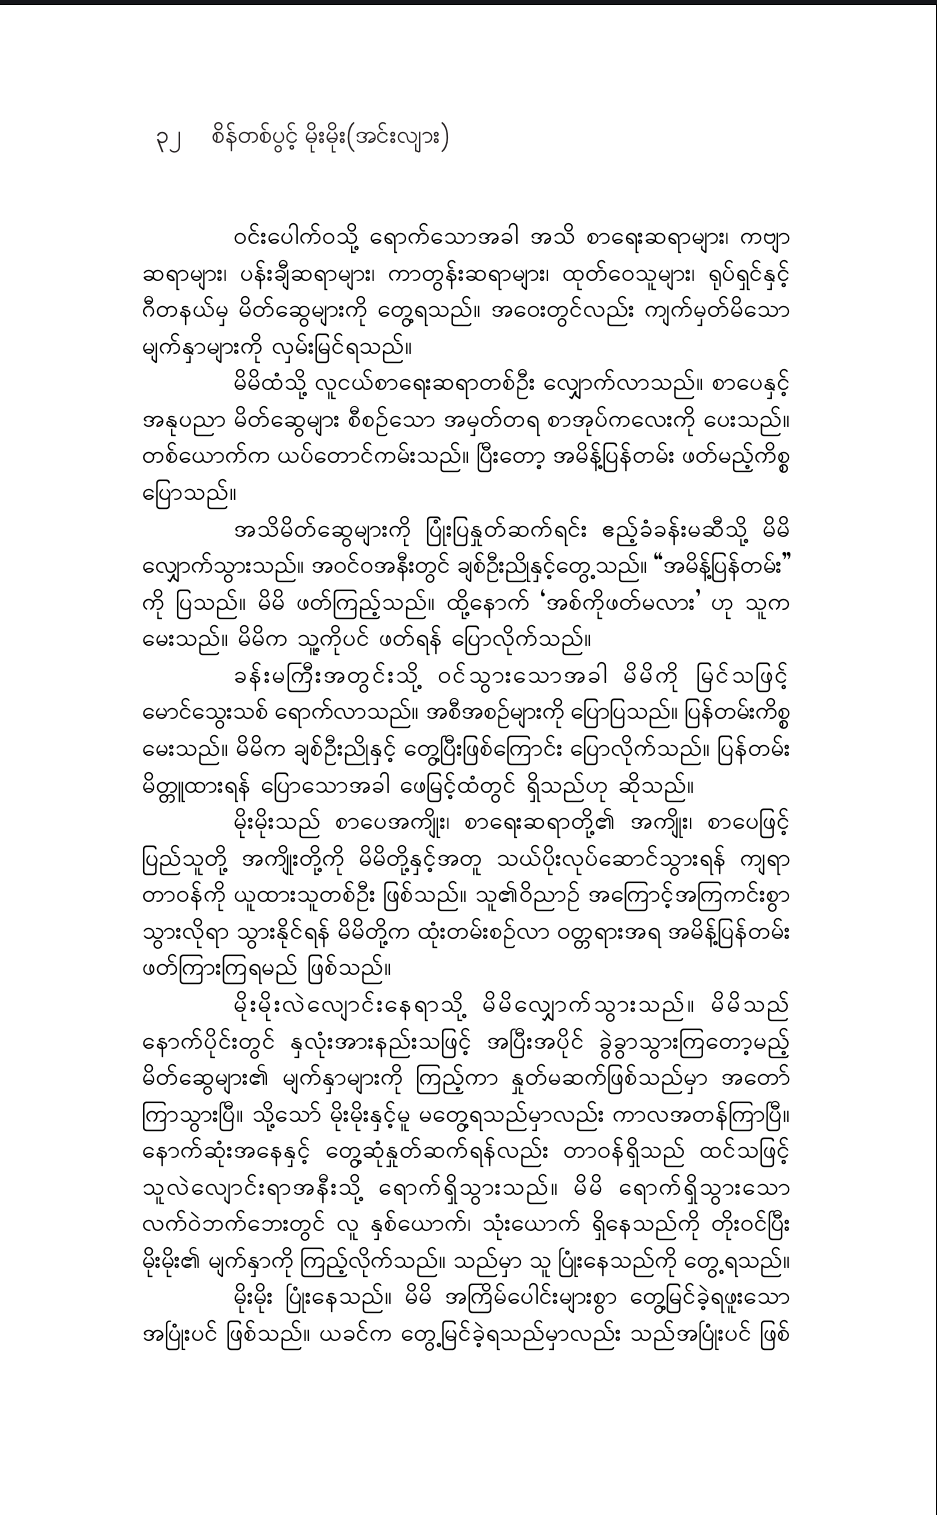 ၃၂ စိန်တစ်ပွင့် မိုးမိုး(အင်းလျား)
ဝင်းပေါက်ဝသို့ ရောက်သောအခါ အသိ စာရေးဆရာများ၊ ကဗျာ
ဆရာများ၊ ပန်းချီဆရာများ၊ ကာတွန်းဆရာများ၊ ထုတ်ဝေသူများ၊ ရုပ်ရှင်နှင့်
ဂီတနယ်မှ မိတ်ဆွေများကို တွေ့ရသည်။ အဝေးတွင်လည်း ကျက်မှတ်မိသော
မျက်နှာများကို လှမ်းမြင်ရသည်။
မိမိထံသို့ လူငယ်စာရေးဆရာတစ်ဦး လျှောက်လာသည်။ စာပေနှင့်
အနုပညာ မိတ်ဆွေများ စီစဉ်သော အမှတ်တရ စာအုပ်ကလေးကို ပေးသည်။
တစ်ယောက်က ယပ်တောင်ကမ်းသည်။ ပြီးတော့ အမိန့်ပြန်တမ်း ဖတ်မည့်ကိစ္စ
ပြောသည်။
အသိမိတ်ဆွေများကို ပြုံးပြနှုတ်ဆက်ရင်း ဧည့်ခံခန်းမဆီသို့ မိမိ
လျှောက်သွားသည်။ အဝင်ဝအနီးတွင် ချစ်ဦးညိုနှင့်တွေ့သည်။ “အမိန့်ပြန်တမ်း”
ကို ပြသည်။ မိမိ ဖတ်ကြည့်သည်။ ထို့နောက် ‘အစ်ကိုဖတ်မလား’ ဟု သူက
မေးသည်။ မိမိက သူ့ကိုပင် ဖတ်ရန် ပြောလိုက်သည်။
ခန်းမကြီးအတွင်းသို့ ဝင်သွားသောအခါ မိမိကို မြင်သဖြင့်
မောင်သွေးသစ် ရောက်လာသည်။ အစီအစဉ်များကို ပြောပြသည်။ ပြန်တမ်းကိစ္စ
မေးသည်။ မိမိက ချစ်ဦးညိုနှင့် တွေ့ပြီးဖြစ်ကြောင်း ပြောလိုက်သည်။ ပြန်တမ်း
မိတ္တူထားရန် ပြောသောအခါ ဖေမြင့်ထံတွင် ရှိသည်ဟု ဆိုသည်။
မိုးမိုးသည် စာပေအကျိုး၊ စာရေးဆရာတို့၏ အကျိုး၊ စာပေဖြင့်
ပြည်သူတို့ အကျိုးတို့ကို မိမိတို့နှင့်အတူ သယ်ပိုးလုပ်ဆောင်သွားရန် ကျရာ
တာဝန်ကို ယူထားသူတစ်ဦး ဖြစ်သည်။ သူ၏ဝိညာဉ် အကြောင့်အကြကင်းစွာ
သွားလိုရာ သွားနိုင်ရန် မိမိတို့က ထုံးတမ်းစဉ်လာ ဝတ္တရားအရ အမိန့်ပြန်တမ်း
ဖတ်ကြားကြရမည် ဖြစ်သည်။
မိုးမိုးလဲလျောင်းနေရာသို့ မိမိလျှောက်သွားသည်။ မိမိသည်
နောက်ပိုင်းတွင် နှလုံးအားနည်းသဖြင့် အပြီးအပိုင် ခွဲခွာသွားကြတော့မည့်
မိတ်ဆွေများ၏ မျက်နှာများကို ကြည့်ကာ နှုတ်မဆက်ဖြစ်သည်မှာ အတော်
ကြာသွားပြီ။ သို့သော် မိုးမိုးနှင့်မူ မတွေ့ရသည်မှာလည်း ကာလအတန်ကြာပြီ။
နောက်ဆုံးအနေနှင့် တွေ့ဆုံနှုတ်ဆက်ရန်လည်း တာဝန်ရှိသည် ထင်သဖြင့်
သူလဲလျောင်းရာအနီးသို့ ရောက်ရှိသွားသည်။ မိမိ ရောက်ရှိသွားသော
လက်ဝဲဘက်ဘေးတွင် လူ နှစ်ယောက်၊ သုံးယောက် ရှိနေသည်ကို တိုးဝင်ပြီး
မိုးမိုး၏ မျက်နှာကို ကြည့်လိုက်သည်။ သည်မှာ သူ ပြုံးနေသည်ကို တွေ့ရသည်။
မိုးမိုး ပြုံးနေသည်။ မိမိ အကြိမ်ပေါင်းများစွာ တွေ့မြင်ခဲ့ရဖူးသော
အပြုံးပင် ဖြစ်သည်။ ယခင်က တွေ့မြင်ခဲ့ရသည်မှာလည်း သည်အပြုံးပင် ဖြစ်